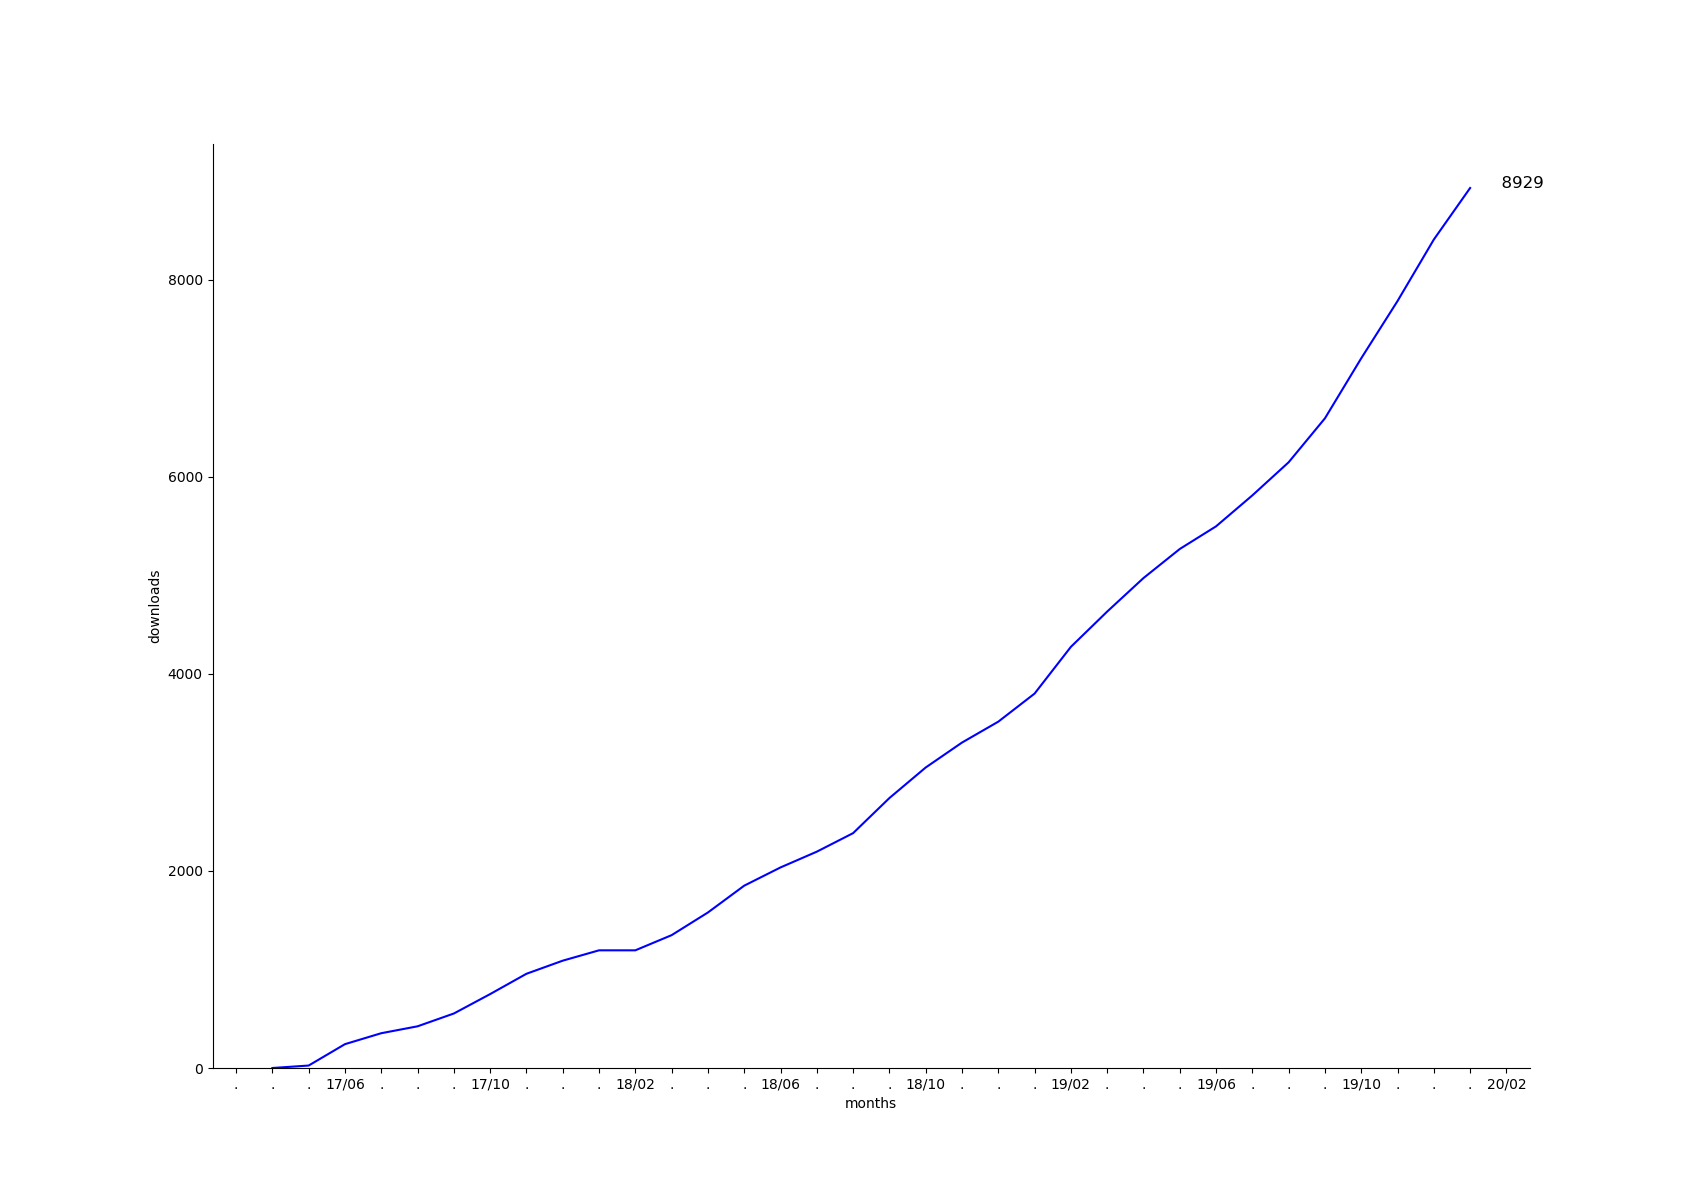 8929
8000
6000
4000
2000
0
downloads
. . . 17/06 . . . 17/10 . . . 18/02 . . . 18/06 . . . 18/10 . . . 19/02 . . . 19/06 . . . 19/10 . . . 20/02
months